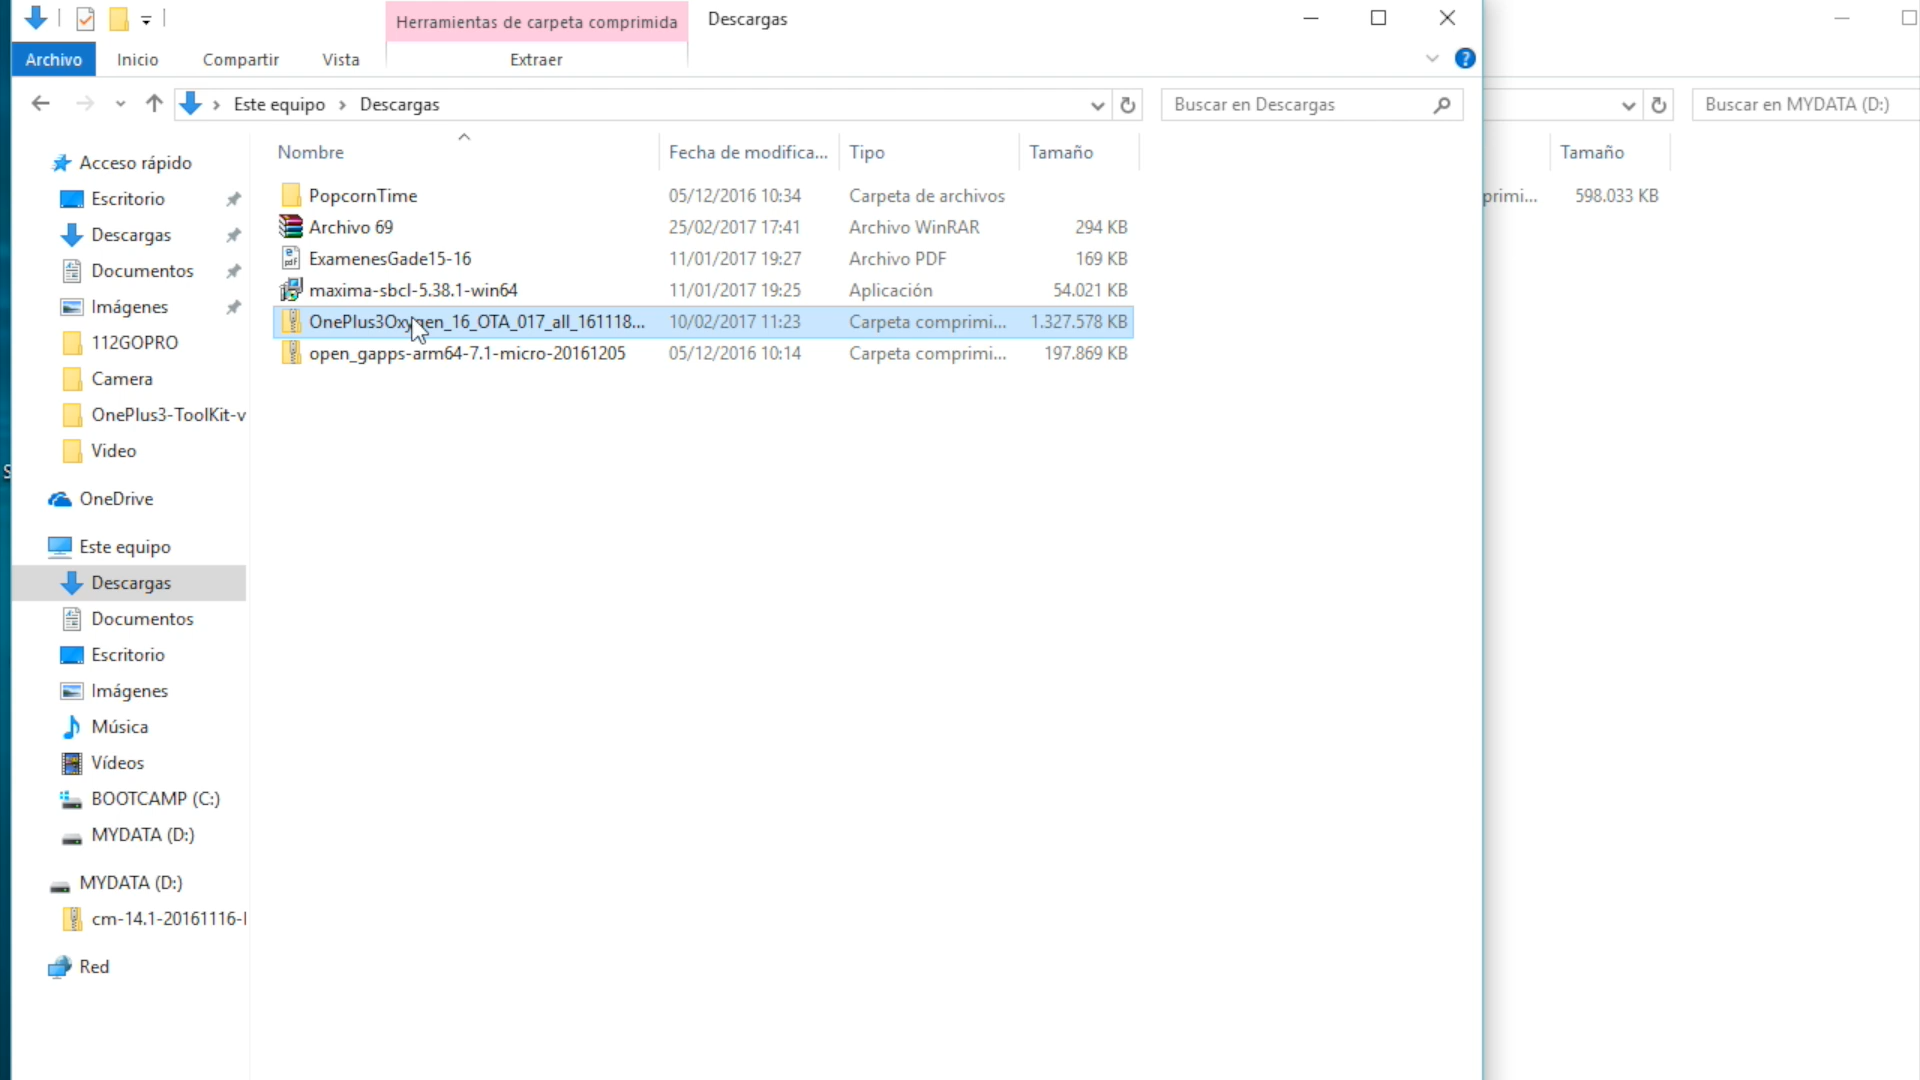 Herramientas de carpeta comprimida
Descargas
Archivo
Inicio
Compartir
Vista
Extraer
Este equipo
Descargas
Buscar en Descargas
Buscar en MYDATA (D:)
Nombre
Fecha de modifica...
Tipo
Tamaño
Tamaño
PopcornTime 05/12/2016 10:34 Carpeta de archivos
primi... 598.033 KB
Archivo 69 25/02/2017 17:41 Archivo WinRAR 294 KB
ExamenesGade15-16 11/01/2017 19:27 Archivo PDF 169 KB
maxima-sbcl-5.38.1-win64 11/01/2017 19:25 Aplicación 54.021 KB
OnePlus3Oxygen_16_OTA_017_all_161118... 10/02/2017 11:23 Carpeta comprimi... 1.327.578 KB
open_gapps-arm64-7.1-micro-20161205 05/12/2016 10:14 Carpeta comprimi... 197.869 KB
Acceso rápido
Escritorio
Descargas
Documentos
Imágenes
112GOPRO
Camera
OnePlus3-ToolKit-v
Video
OneDrive
Este equipo
Descargas
Documentos
Escritorio
Imágenes
Música
Vídeos
BOOTCAMP (C:)
MYDATA (D:)
MYDATA (D:)
cm-14.1-20161116-
Red